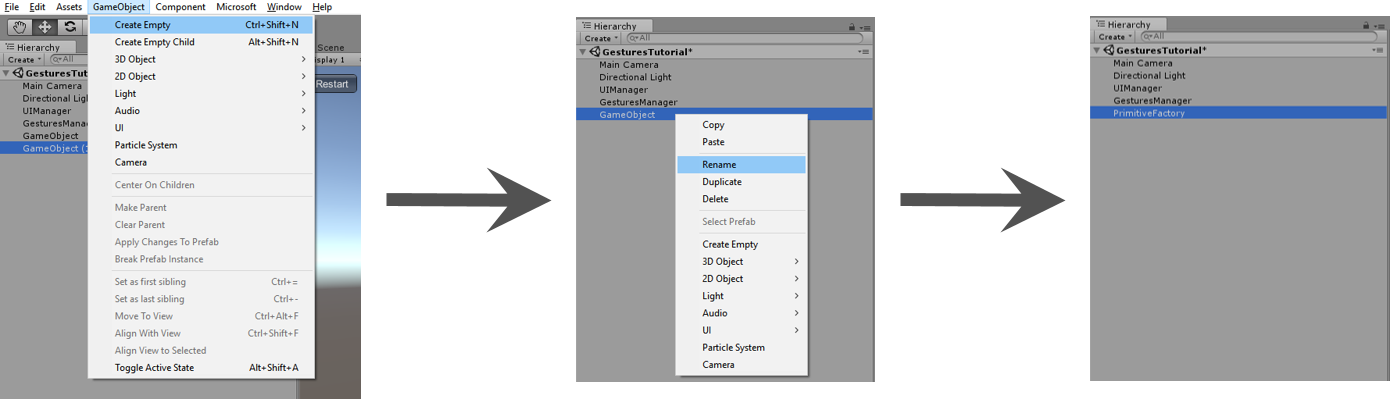 File Edit Assets GameObject Component Microsoft Window Help
Hierarchy
Create All
GesturesTut
Main Camera
Directional Ligh
UIManager
GesturesMana
GameObject
GameObject (1
Create Empty Ctrl+Shift+N
Create Empty Child Alt+Shift+N
3D Object
2D Object
Light
Audio
UI
Particle System
Camera
Center On Children
Make Parent
Clear Parent
Apply Changes To Prefab
Break Prefab Instance
Set as first sibling Ctrl+=
Set as last sibling Ctrl+-
Move To View Ctrl+Alt+F
Align With View Ctrl+Shift+F
Align View to Selected
Toggle Active State Alt+Shift+A
Scene
isplay 1
Restart
Hierarchy
Create All
GesturesTutorial*
Main Camera
Directional Light
UIManager
GesturesManager
GameObject
Copy
Paste
Rename
Duplicate
Delete
Select Prefab
Create Empty
3D Object
2D Object
Light
Audio
UI
Particle System
Camera
Hierarchy
Create All
GesturesTutorial*
Main Camera
Directional Light
UIManager
GesturesManager
PrimitiveFactory